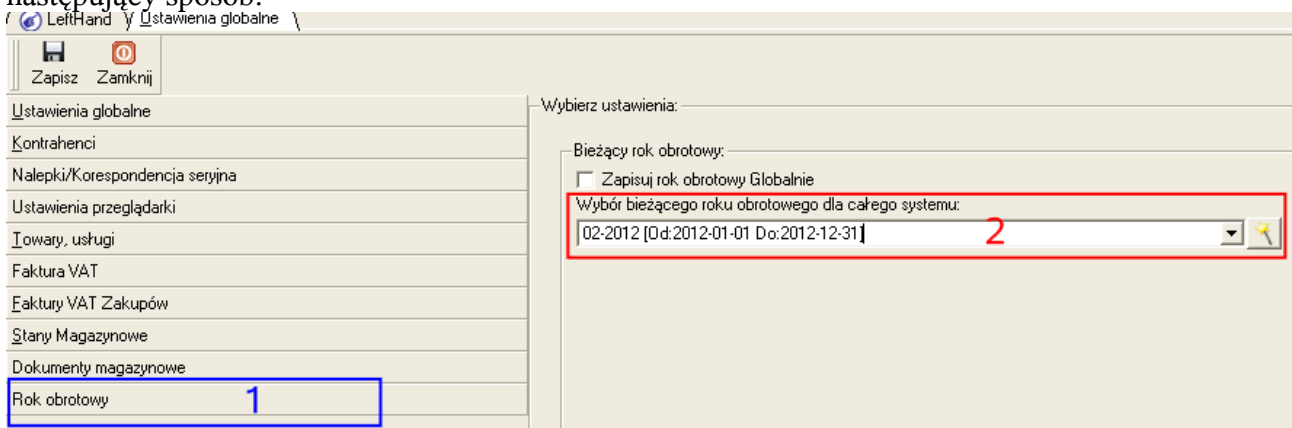 następujący sposób:
LeftHand Ustawienia globalne
Zapisz Zamknij
Ustawienia globalne
Kontrahenci
Nalepki/Korespondencja seryjna
Ustawienia przeglądarki
Towary, usługi
Faktura VAT
Faktury VAT Zakupów
Stany Magazynowe
Dokumenty magazynowe
Rok obrotowy 1
Wybierz ustawienia:
Bieżący rok obrotowy:
Zapisuj rok obrotowy Globalnie
Wybór bieżącego roku obrotowego dla całego systemu:
02-2012 [Od:2012-01-01 Do:2012-12-31] 2